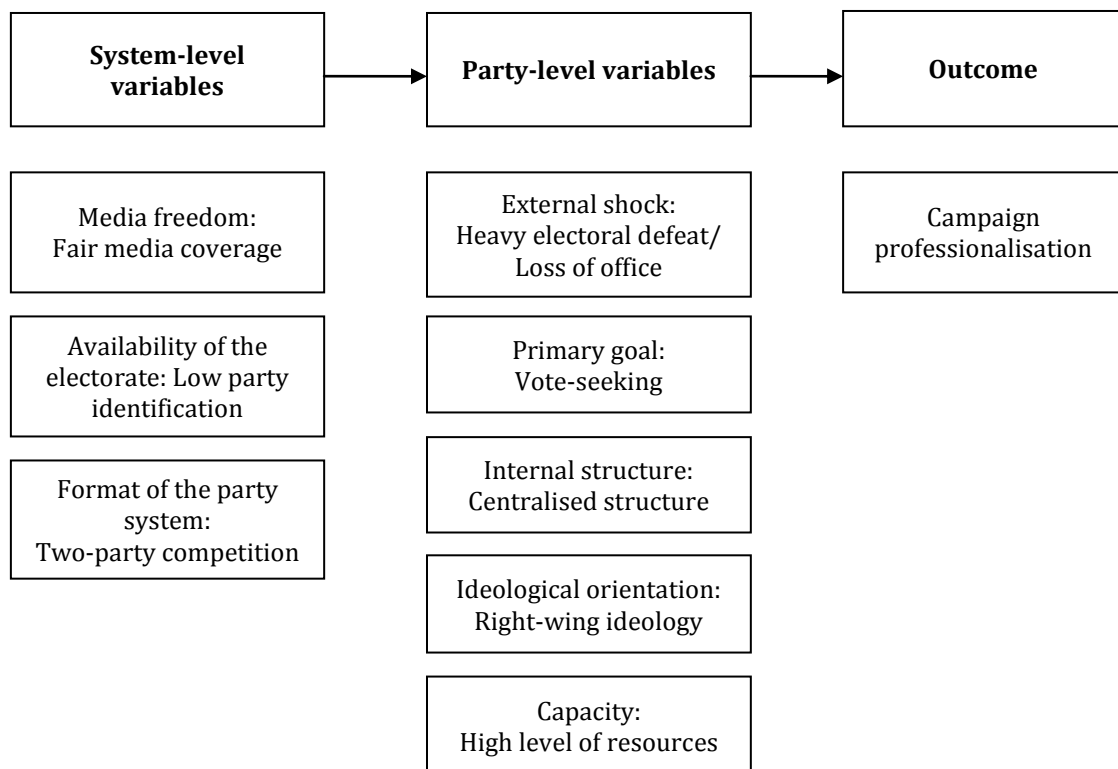 System-level
variables
Party-level variables
Outcome
Media freedom:
Fair media coverage
Availability of the
electorate: Low party
identification
Format of the party
system:
Two-party competition
External shock:
Heavy electoral defeat/
Loss of office
Primary goal:
Vote-seeking
Internal structure:
Centralised structure
Ideological orientation:
Right-wing ideology
Capacity:
High level of resources
Campaign
professionalisation